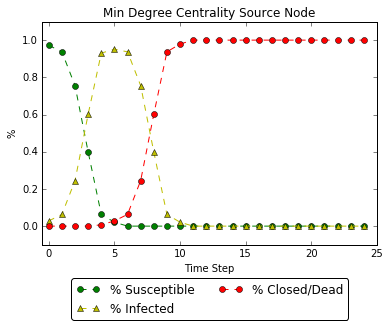 Min Degree Centrality Source Node
1.0
0.8
0.6
0.4
0.2
0.0
%
0 5 10 15 20 25
Time Step
% Susceptible % Closed/Dead
% Infected